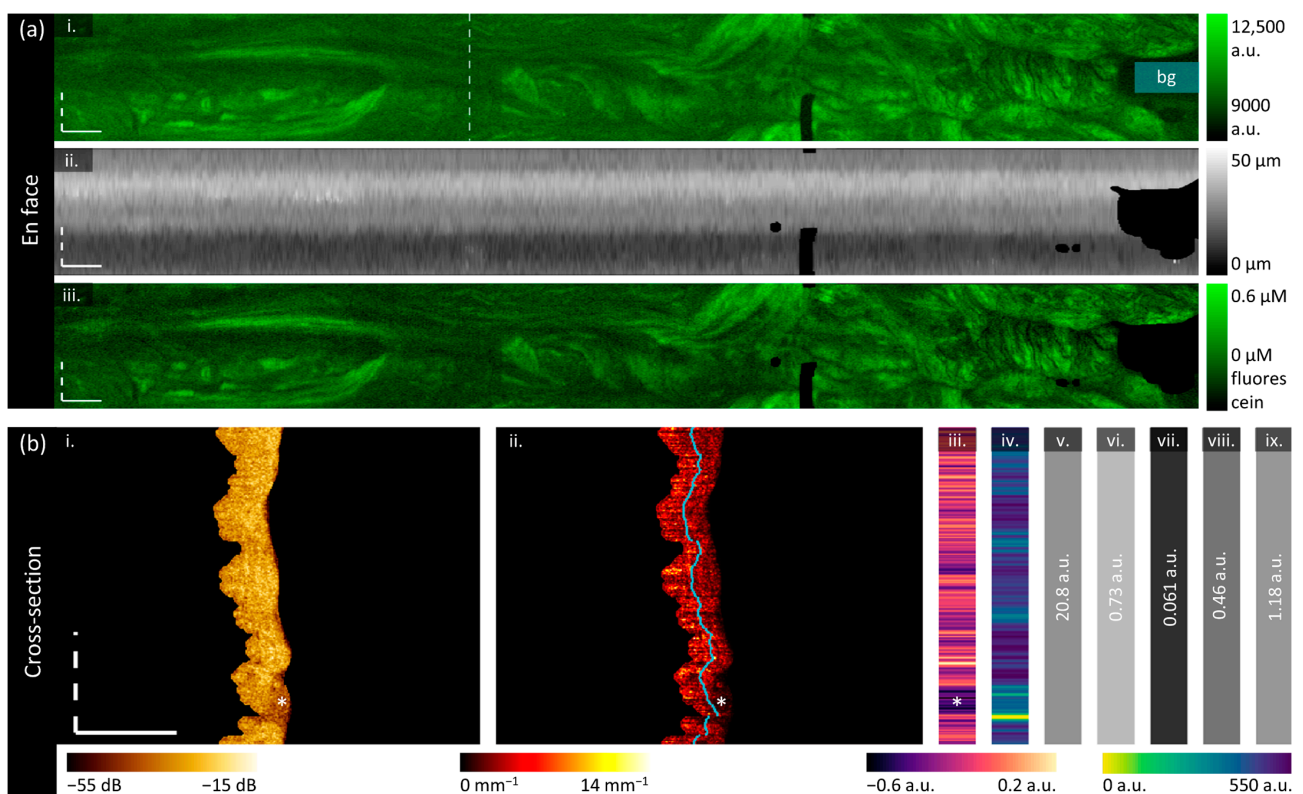 (a)
i.
12,500
a.u.
bg
9000
a.u.
En face
ii.
50 µm
0 µm
iii.
0.6 µM
0 µM
fluores
cein
(b)
i.
ii.
iii.
iv.
v.
vi.
vii.
viii.
ix.
Cross-section
20.8 a.u.
0.73 a.u.
0.061 a.u.
0.46 a.u.
1.18 a.u.
*
*
*
−55 dB
−15 dB
0 mm⁻¹
14 mm⁻¹
−0.6 a.u.
0.2 a.u.
0 a.u.
550 a.u.